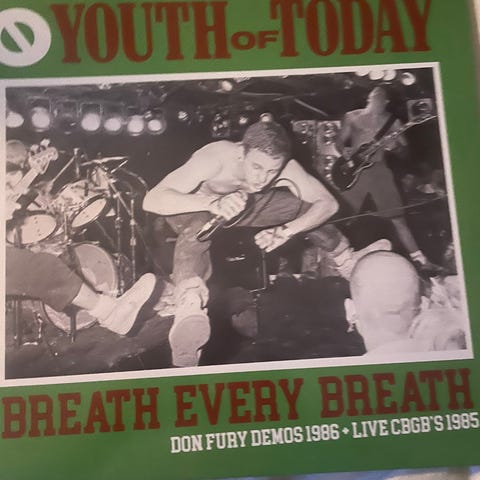 YOUTH OF TODAY
BREATH EVERY BREATH
DON FURY DEMOS 1986 + LIVE CBGB'S 1985